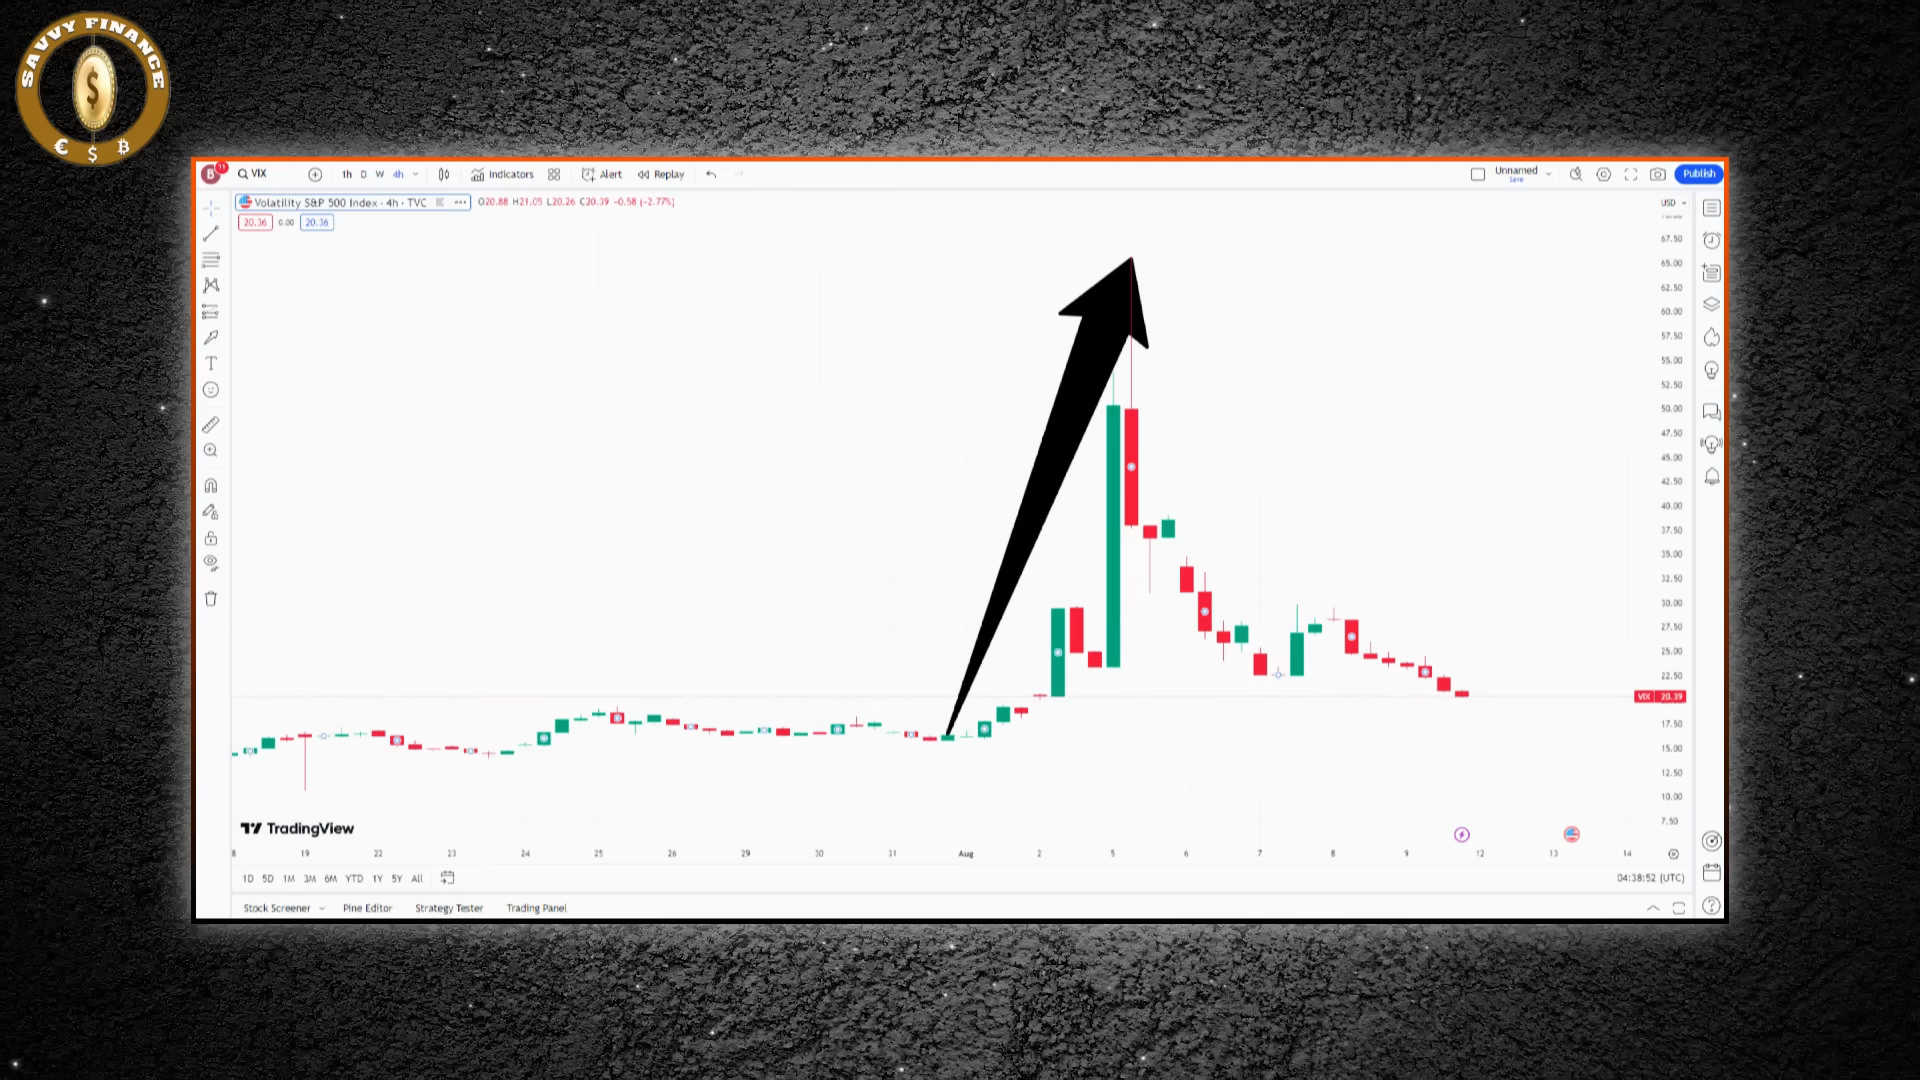 SAVVY FINANCE
$
€ $ ₿
B 11 VIX 1h D W 4h Indicators Alert Replay Unnamed Save Publish
Volatility S&P 500 Index · 4h · TVC O20.88 H21.05 L20.26 C20.39 -0.58 (-2.77%) USD
20.36 0.00 20.36
67.50
65.00
62.50
60.00
57.50
55.00
52.50
50.00
47.50
45.00
42.50
40.00
37.50
35.00
32.50
30.00
27.50
25.00
22.50
VIX 20.39
17.50
15.00
12.50
10.00
7.50
TradingView
8 19 22 23 24 25 26 29 30 31 Aug 2 5 6 7 8 9 12 13 14
1D 5D 1M 3M 6M YTD 1Y 5Y All 04:38:52 (UTC)
Stock Screener Pine Editor Strategy Tester Trading Panel